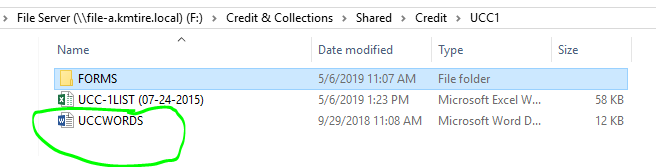 File Server (\\file-a.kmtire.local) (F:) > Credit & Collections > Shared > Credit > UCC1
Name Date modified Type Size
FORMS 5/6/2019 11:07 AM File folder
UCC-1LIST (07-24-2015) 5/6/2019 1:23 PM Microsoft Excel W... 58 KB
UCCWORDS 9/29/2018 11:08 AM Microsoft Word D... 12 KB